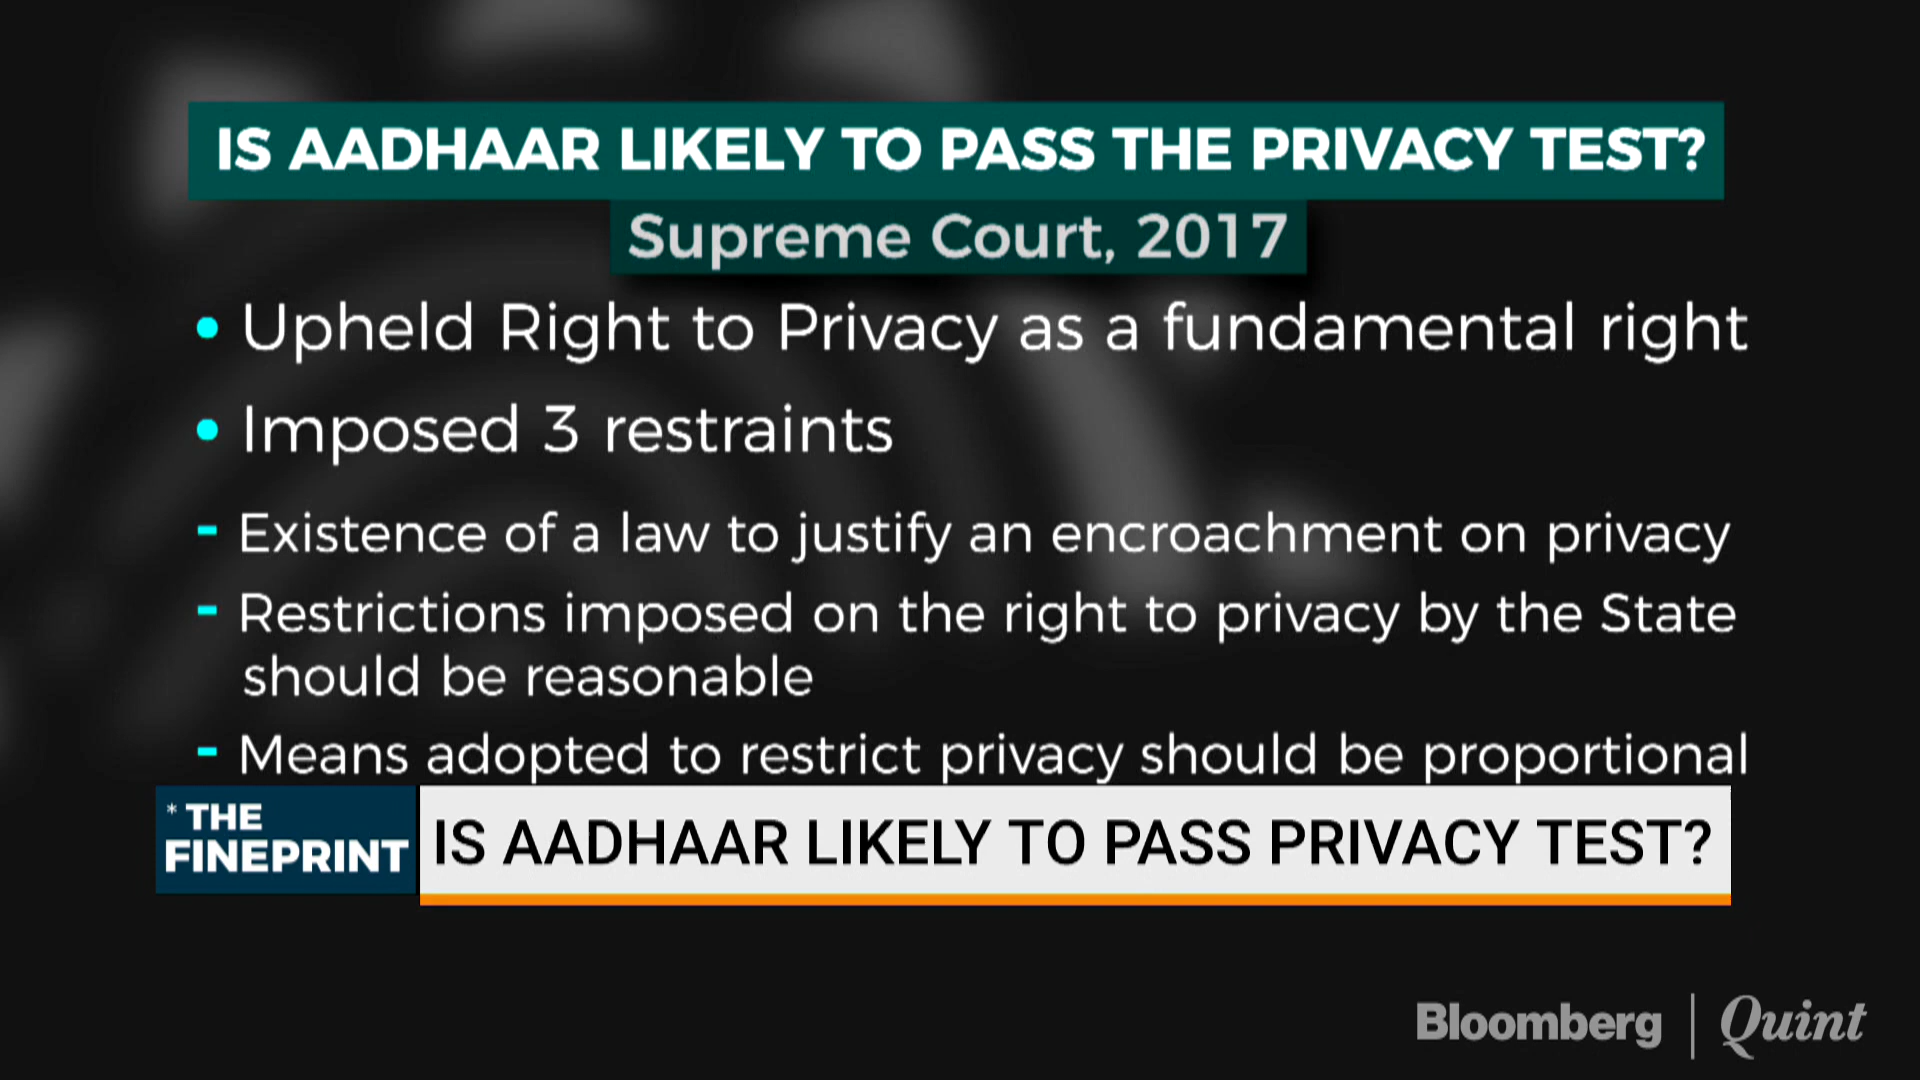 IS AADHAAR LIKELY TO PASS THE PRIVACY TEST?
Supreme Court, 2017
• Upheld Right to Privacy as a fundamental right
• Imposed 3 restraints
- Existence of a law to justify an encroachment on privacy
- Restrictions imposed on the right to privacy by the State
should be reasonable
- Means adopted to restrict privacy should be proportional
* THE
FINEPRINT
IS AADHAAR LIKELY TO PASS PRIVACY TEST?
Bloomberg | Quint